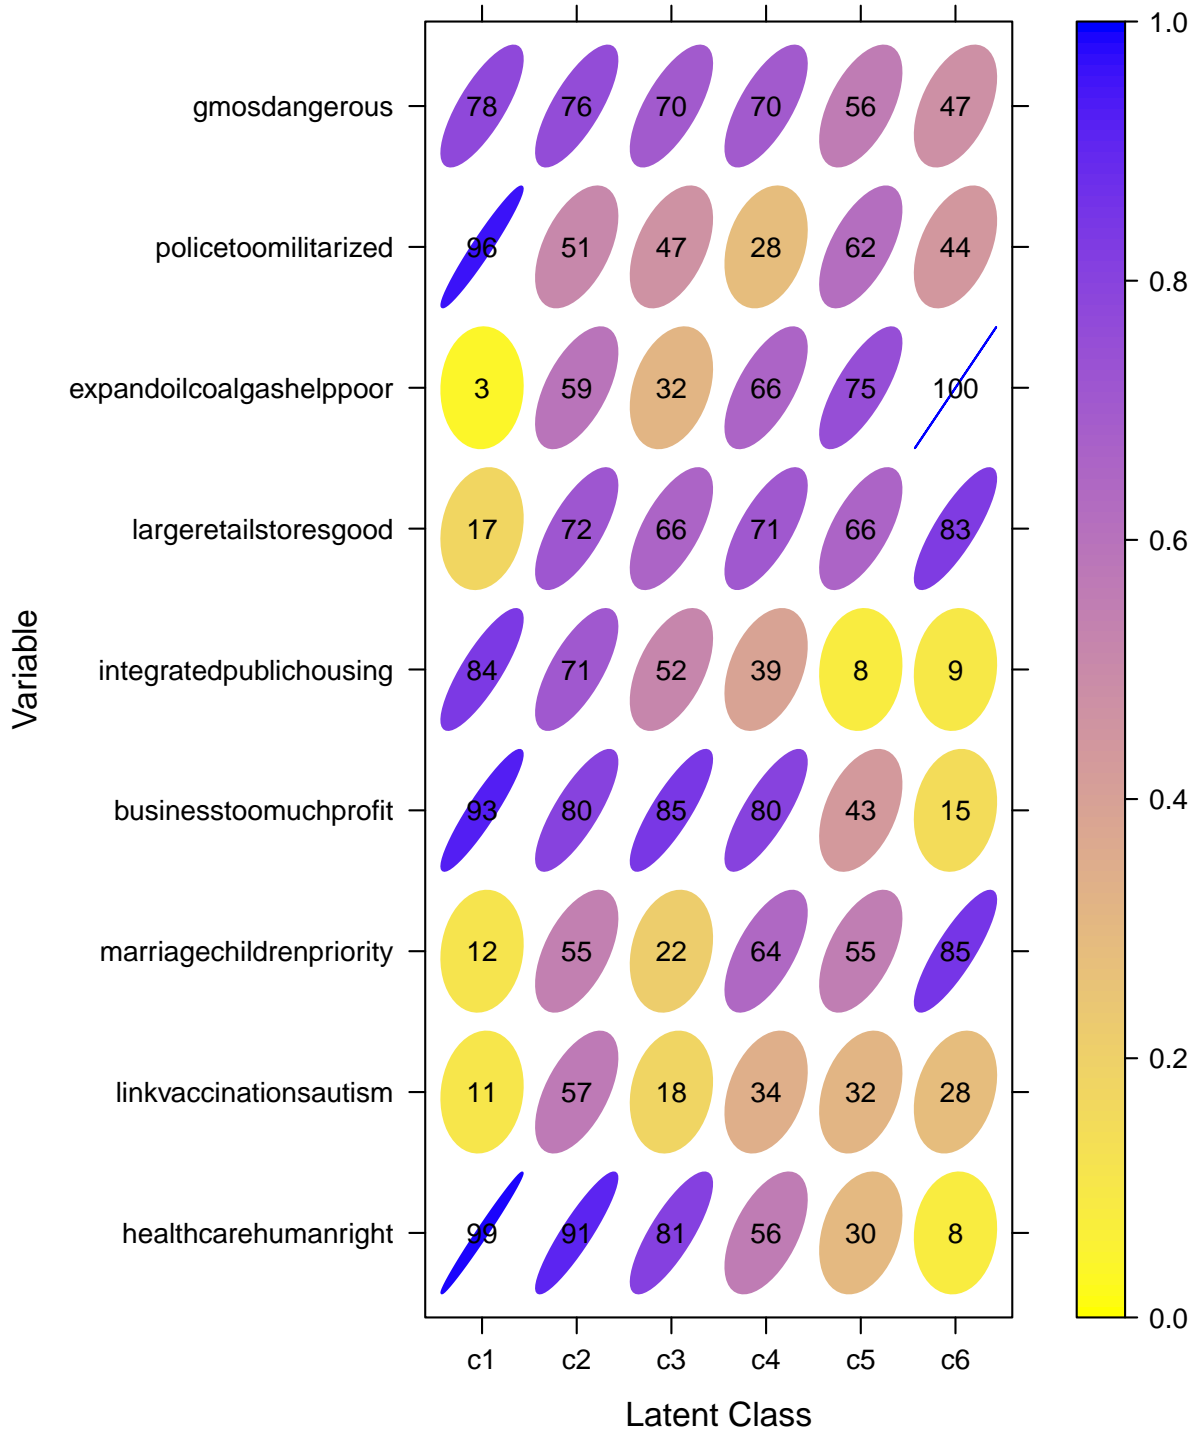 1.0
gmosdangerous 78 76 70 70 56 47
policetoomilitarized 96 51 47 28 62 44
0.8
expandoilcoalgashelppoor 3 59 32 66 75 100
largeretailstoresgood 17 72 66 71 66 83
0.6
Variable
integratedpublichousing 84 71 52 39 8 9
0.4
businesstoomuchprofit 93 80 85 80 43 15
marriagechildrenpriority 12 55 22 64 55 85
0.2
linkvaccinationsautism 11 57 18 34 32 28
healthcarehumanright 99 91 81 56 30 8
0.0
c1 c2 c3 c4 c5 c6
Latent Class